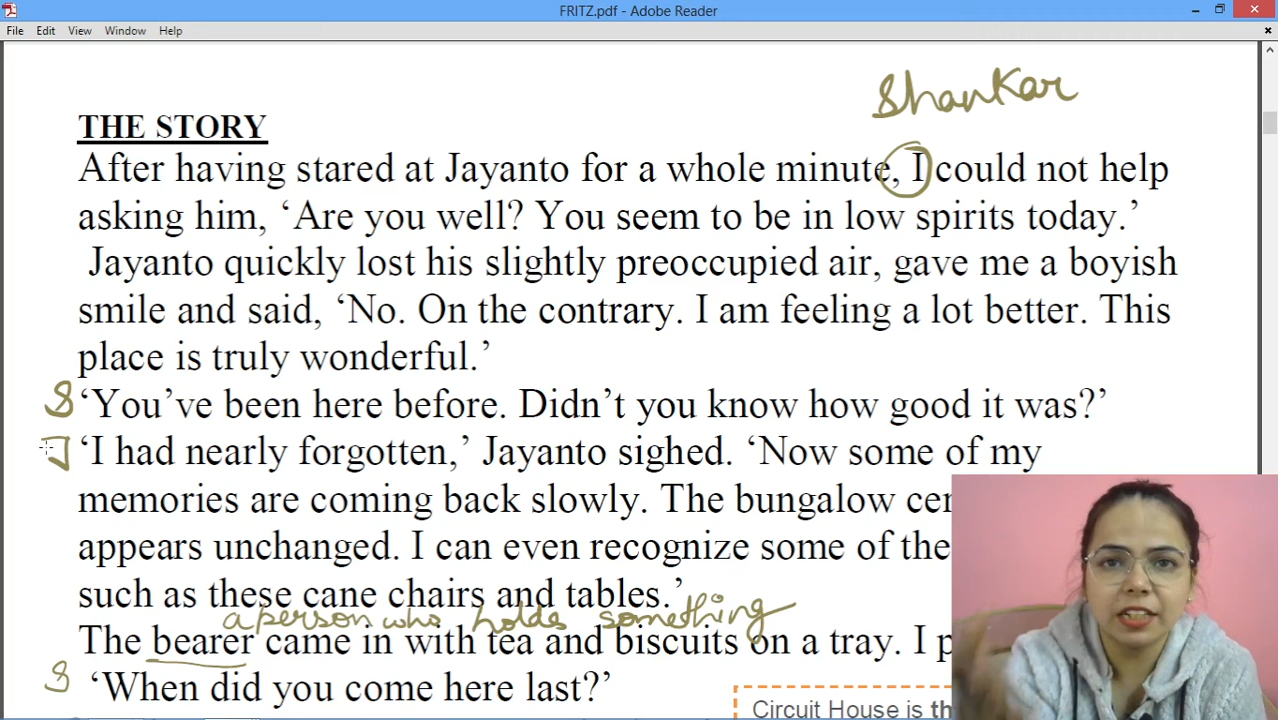 FRITZ.pdf - Adobe Reader
File Edit View Window Help
Shankar
THE STORY
After having stared at Jayanto for a whole minute, I could not help
asking him, ‘Are you well? You seem to be in low spirits today.’
Jayanto quickly lost his slightly preoccupied air, gave me a boyish
smile and said, ‘No. On the contrary. I am feeling a lot better. This
place is truly wonderful.’
S ‘You’ve been here before. Didn’t you know how good it was?’
J ‘I had nearly forgotten,’ Jayanto sighed. ‘Now some of my
memories are coming back slowly. The bungalow cer
appears unchanged. I can even recognize some of the
such as these cane chairs and tables.’
a person who holds something
The bearer came in with tea and biscuits on a tray. I p
S ‘When did you come here last?’
Circuit House is th